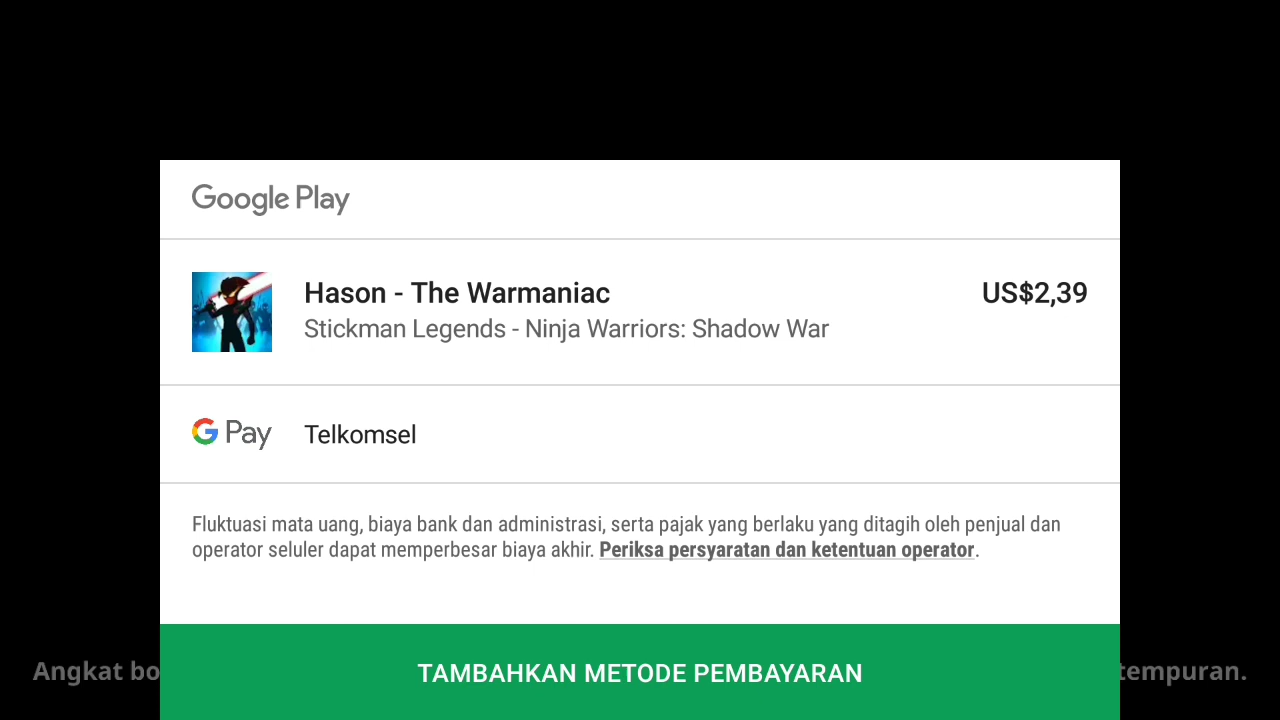 Google Play
Hason - The Warmaniac
US$2,39
Stickman Legends - Ninja Warriors: Shadow War
G Pay
Telkomsel
Fluktuasi mata uang, biaya bank dan administrasi, serta pajak yang berlaku yang ditagih oleh penjual dan
operator seluler dapat memperbesar biaya akhir. Periksa persyaratan dan ketentuan operator.
Angkat
TAMBAHKAN METODE PEMBAYARAN